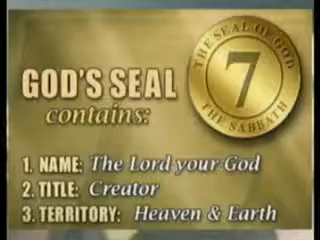 THE SEAL OF GOD
7
THE SABBATH
GOD'S SEAL
contains:
1. NAME: The Lord your God
2. TITLE: Creator
3. TERRITORY: Heaven & Earth